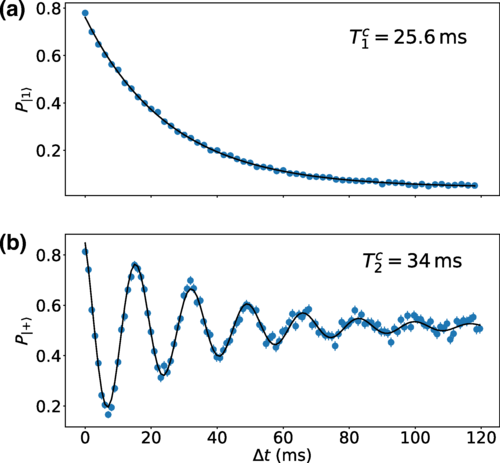 (a)
0.8
0.6
0.4
0.2
P|1⟩
T₁ᶜ = 25.6 ms
(b)
0.8
0.6
0.4
0.2
P|+⟩
T₂ᶜ = 34 ms
0 20 40 60 80 100 120
Δt (ms)